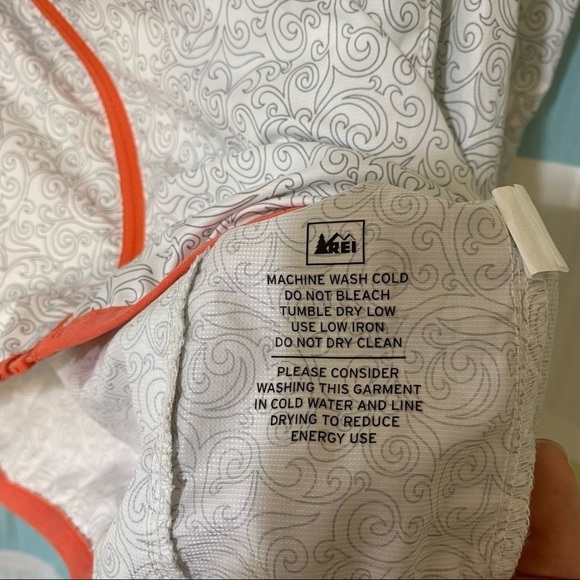 REI
MACHINE WASH COLD
DO NOT BLEACH
TUMBLE DRY LOW
USE LOW IRON
DO NOT DRY CLEAN
PLEASE CONSIDER
WASHING THIS GARMENT
IN COLD WATER AND LINE
DRYING TO REDUCE
ENERGY USE